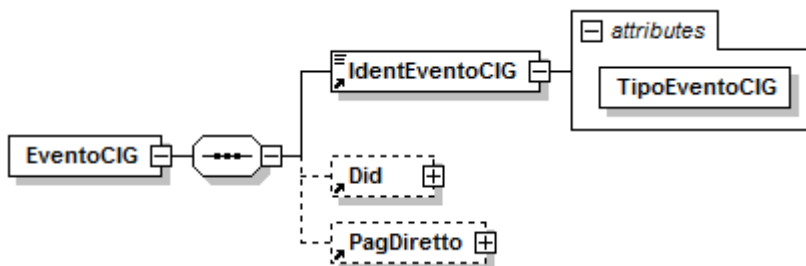 attributes
IdentEventoCIG
TipoEventoCIG
EventoCIG
Did
PagDiretto